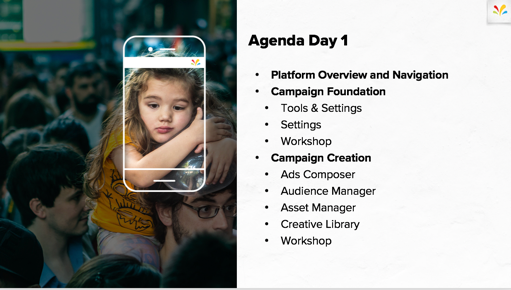 Agenda Day 1
• Platform Overview and Navigation
• Campaign Foundation
• Tools & Settings
• Settings
• Workshop
• Campaign Creation
• Ads Composer
• Audience Manager
• Asset Manager
• Creative Library
• Workshop